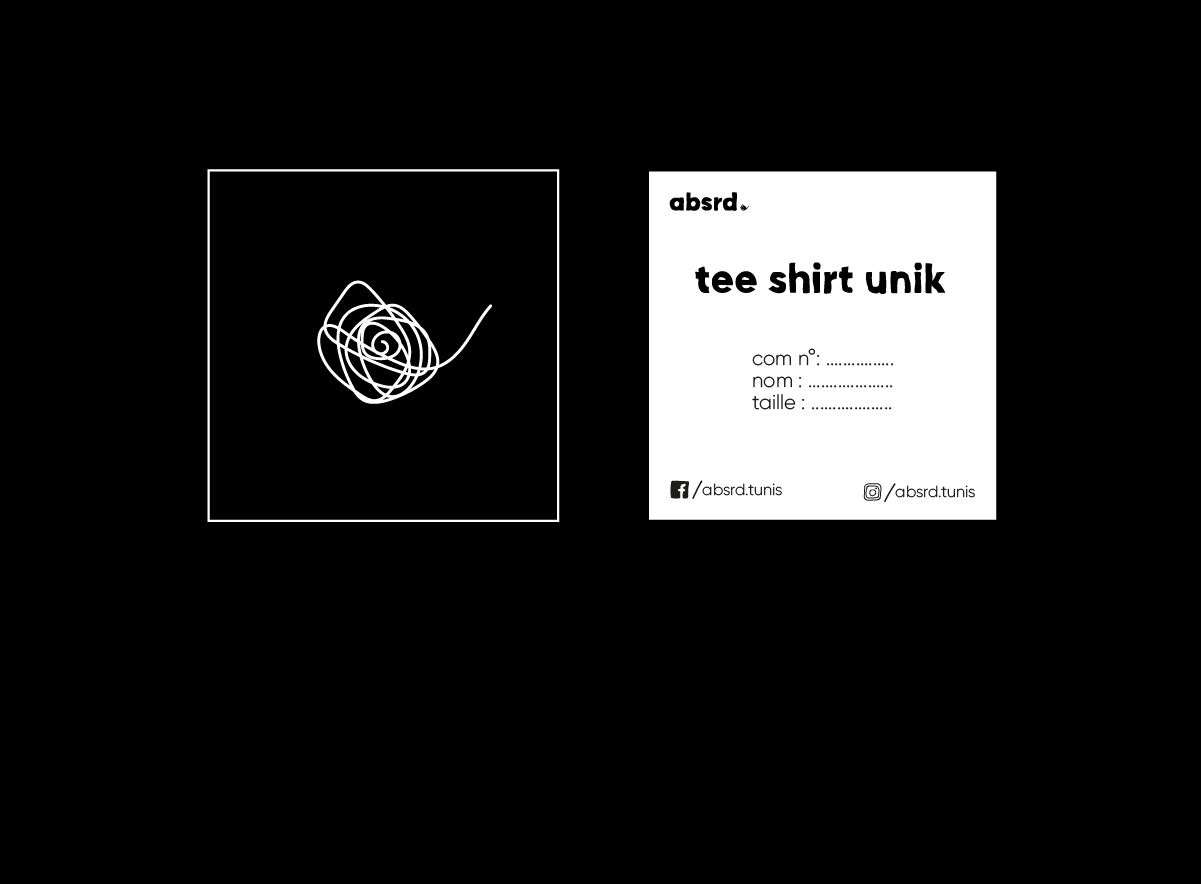 absrd.
tee shirt unik
com n°: ................
nom : ....................
taille : ...................
/absrd.tunis
/absrd.tunis